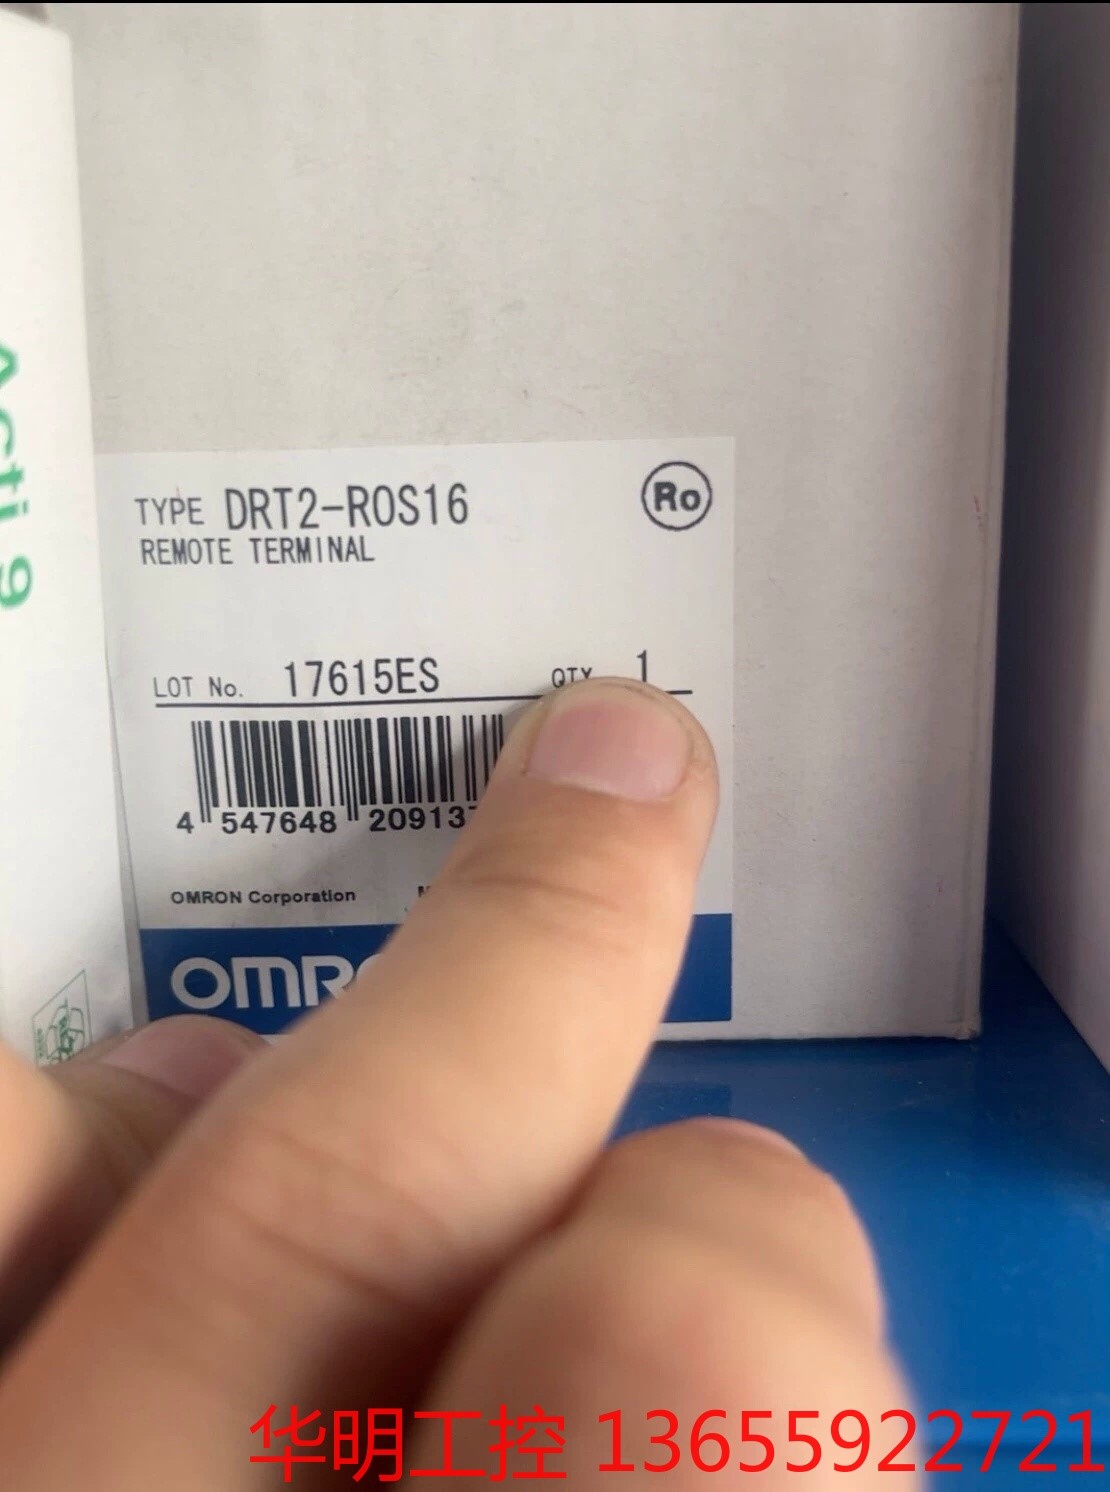 Acti 9
TYPE DRT2-ROS16
Ro
REMOTE TERMINAL
LOT No. 17615ES QTY 1
4 547648 20913
OMRON Corporation
OMR
华明工控 13655922721